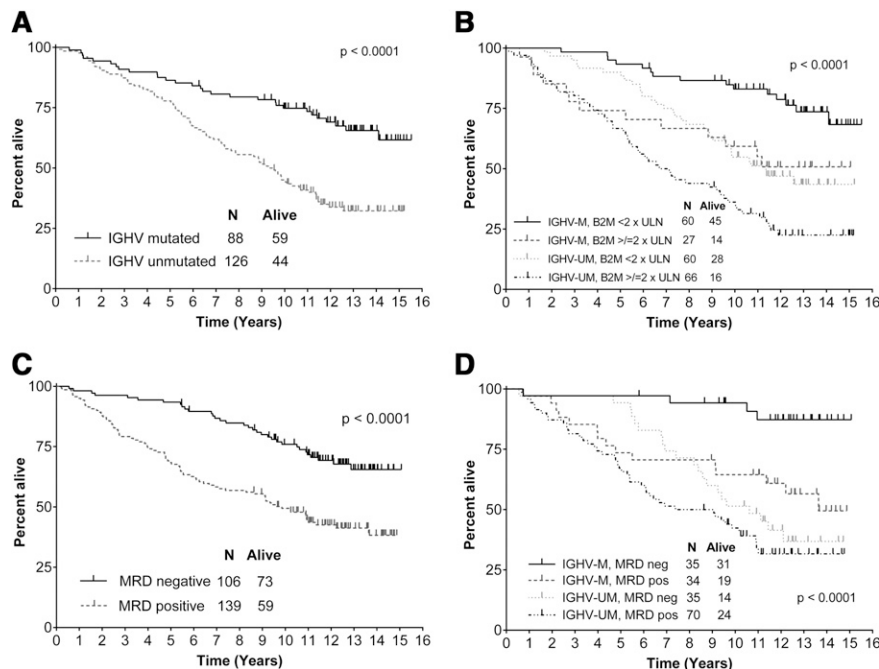 A
p < 0.0001
100
75
50
25
0
Percent alive
N Alive
IGHV mutated 88 59
IGHV unmutated 126 44
0 1 2 3 4 5 6 7 8 9 10 11 12 13 14 15 16
Time (Years)
B
p < 0.0001
100
75
50
25
0
Percent alive
N Alive
IGHV-M, B2M <2 x ULN 60 45
IGHV-M, B2M >/=2 x ULN 27 14
IGHV-UM, B2M <2 x ULN 60 28
IGHV-UM, B2M >/=2 x ULN 66 16
0 1 2 3 4 5 6 7 8 9 10 11 12 13 14 15 16
Time (Years)
C
p < 0.0001
100
75
50
25
0
Percent alive
N Alive
MRD negative 106 73
MRD positive 139 59
0 1 2 3 4 5 6 7 8 9 10 11 12 13 14 15 16
Time (Years)
D
100
75
50
25
0
Percent alive
N Alive
IGHV-M, MRD neg 35 31
IGHV-M, MRD pos 34 19
IGHV-UM, MRD neg 35 14
IGHV-UM, MRD pos 70 24
p < 0.0001
0 1 2 3 4 5 6 7 8 9 10 11 12 13 14 15 16
Time (Years)